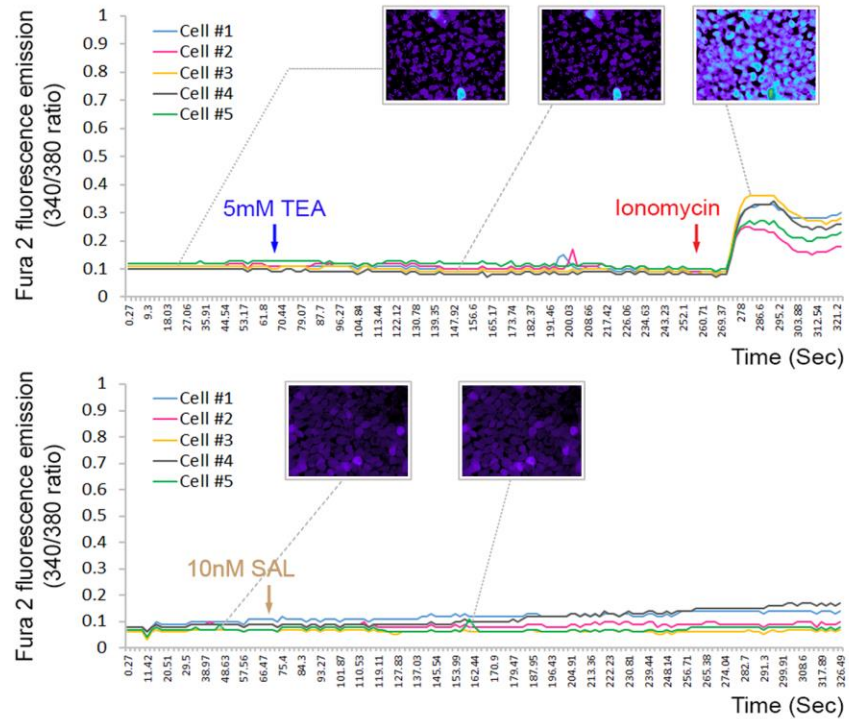 Fura 2 fluorescence emission
(340/380 ratio)
1
0.9
0.8
0.7
0.6
0.5
0.4
0.3
0.2
0.1
0
Cell #1
Cell #2
Cell #3
Cell #4
Cell #5
5mM TEA
Ionomycin
0.27 9.3 18.03 27.06 35.91 44.54 53.17 61.8 70.44 79.07 87.7 96.27 104.84 113.44 122.12 130.78 139.35 147.92 156.6 165.17 173.74 182.37 191.46 200.03 208.66 217.42 226.06 234.63 243.23 252.1 260.71 269.37 278 286.6 295.2 303.88 312.54 321.2
Time (Sec)
Fura 2 fluorescence emission
(340/380 ratio)
1
0.9
0.8
0.7
0.6
0.5
0.4
0.3
0.2
0.1
0
Cell #1
Cell #2
Cell #3
Cell #4
Cell #5
10nM SAL
0.27 11.42 20.51 29.5 38.97 48.63 57.56 66.47 75.4 84.3 93.27 101.87 110.53 119.11 127.83 137.03 145.54 153.99 162.44 170.9 179.47 187.95 196.43 204.91 213.36 222.23 230.81 239.44 248.14 256.71 265.38 274.04 282.7 291.3 299.91 308.6 317.89 326.49
Time (Sec)